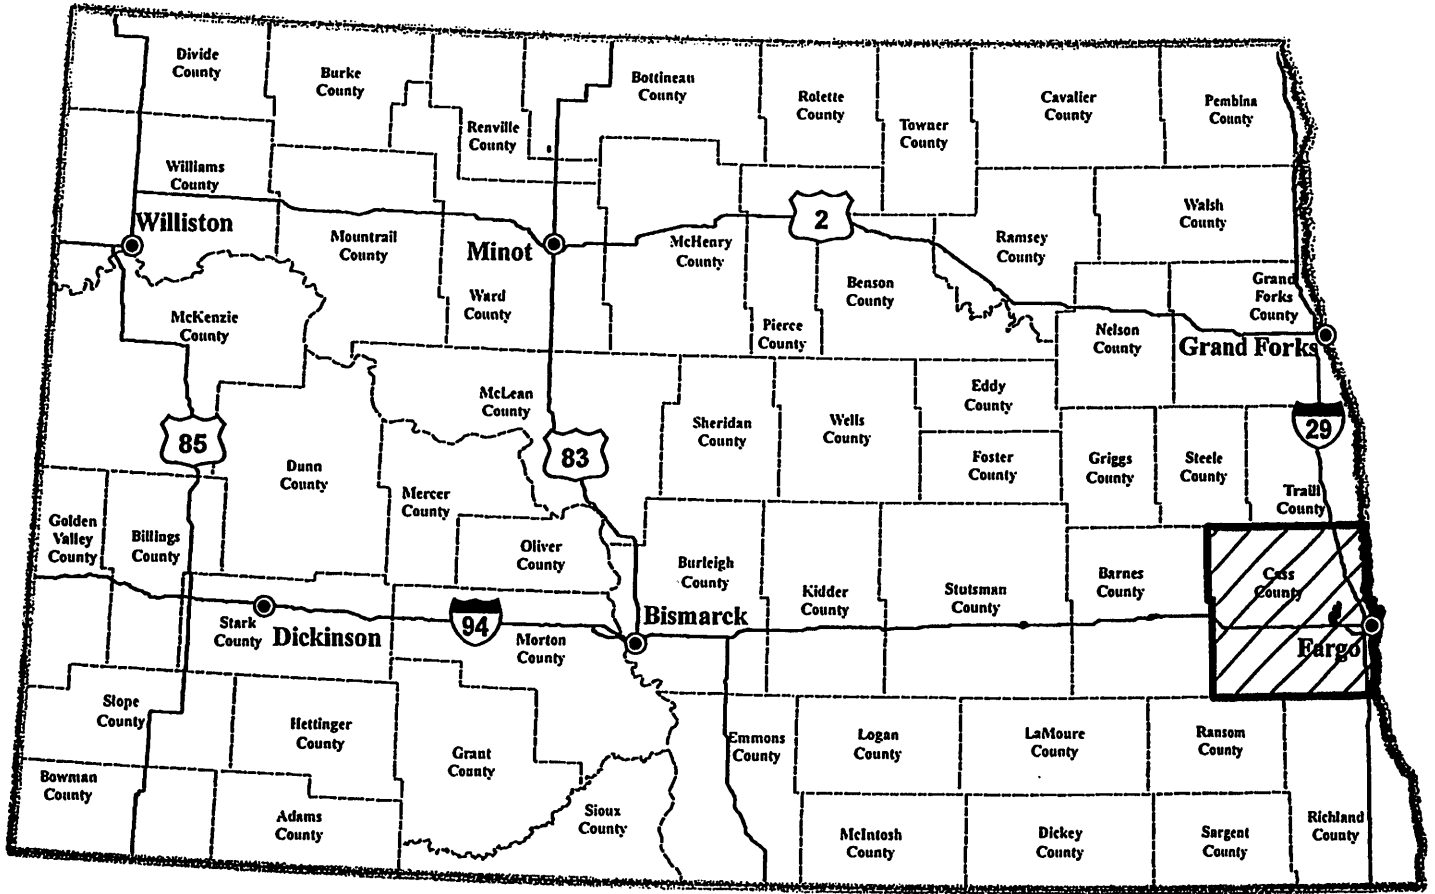 Divide
County
Burke
County
Bottineau
County
Renville
County
Rolette
County
Towner
County
Cavalier
County
Pembina
County
Williams
County
Williston
Mountrail
County
Minot
McHenry
County
2
Ramsey
County
Walsh
County
McKenzie
County
Ward
County
Pierce
County
Benson
County
Nelson
County
Grand
Forks
County
Grand Forks
85
McLean
County
83
Sheridan
County
Wells
County
Eddy
County
Foster
County
Griggs
County
Steele
County
29
Traill
County
Dunn
County
Mercer
County
Golden
Valley
County
Billings
County
Oliver
County
Burleigh
County
Kidder
County
Stutsman
County
Barnes
County
Cass
County
Stark
County
Dickinson
94
Morton
County
Bismarck
Fargo
Slope
County
Hettinger
County
Grant
County
Emmons
County
Logan
County
LaMoure
County
Ransom
County
Bowman
County
Adams
County
Sioux
County
McIntosh
County
Dickey
County
Sargent
County
Richland
County